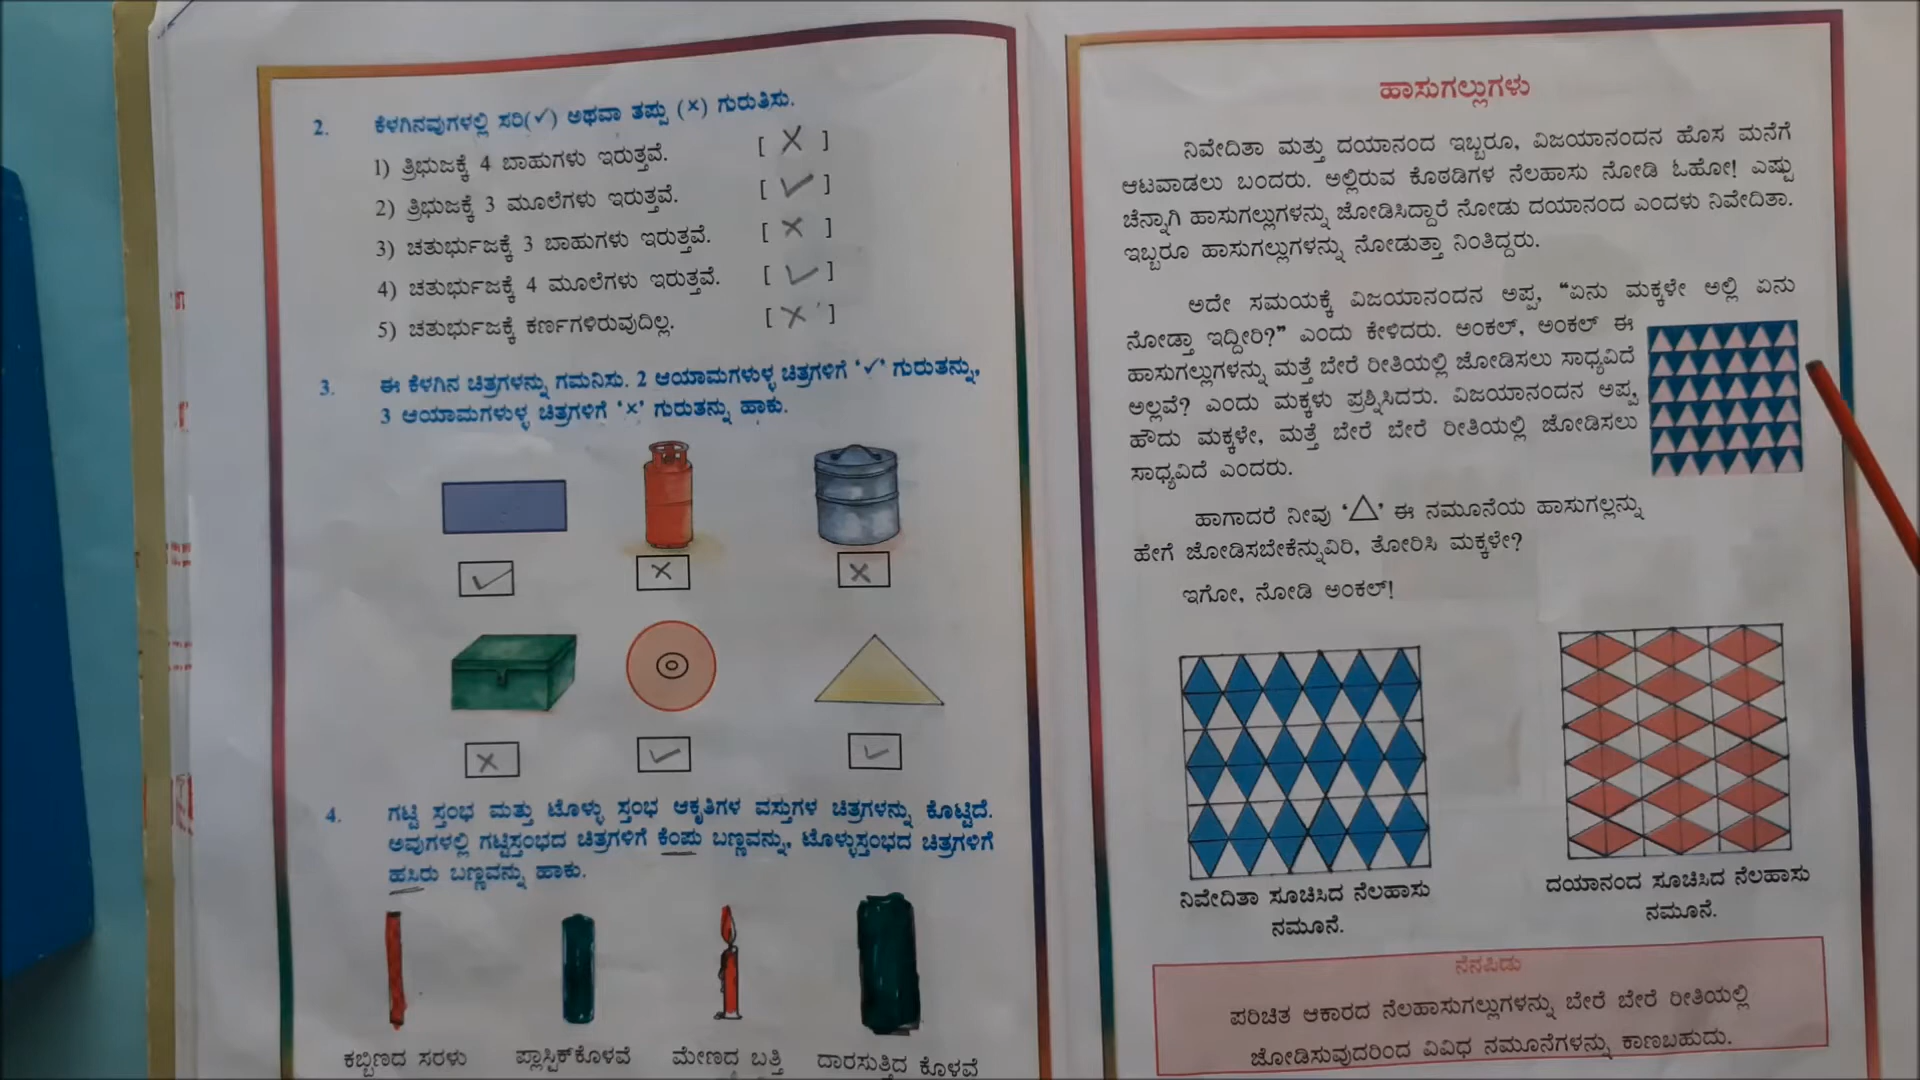 2. ಕೆಳಗಿನವುಗಳಲ್ಲಿ ಸರಿ(✓) ಅಥವಾ ತಪ್ಪು (×) ಗುರುತಿಸು.
1) ತ್ರಿಭುಜಕ್ಕೆ 4 ಬಾಹುಗಳು ಇರುತ್ತವೆ. [ × ]
2) ತ್ರಿಭುಜಕ್ಕೆ 3 ಮೂಲೆಗಳು ಇರುತ್ತವೆ. [ ✓ ]
3) ಚತುರ್ಭುಜಕ್ಕೆ 3 ಬಾಹುಗಳು ಇರುತ್ತವೆ. [ × ]
4) ಚತುರ್ಭುಜಕ್ಕೆ 4 ಮೂಲೆಗಳು ಇರುತ್ತವೆ. [ ✓ ]
5) ಚತುರ್ಭುಜಕ್ಕೆ ಕರ್ಣಗಳಿರುವುದಿಲ್ಲ. [ × ]
3. ಈ ಕೆಳಗಿನ ಚಿತ್ರಗಳನ್ನು ಗಮನಿಸು. 2 ಆಯಾಮಗಳುಳ್ಳ ಚಿತ್ರಗಳಿಗೆ ‘✓’ ಗುರುತನ್ನು,
3 ಆಯಾಮಗಳುಳ್ಳ ಚಿತ್ರಗಳಿಗೆ ‘×’ ಗುರುತನ್ನು ಹಾಕು.
✓ × ×
× ✓ ✓
4. ಗಟ್ಟಿ ಸ್ತಂಭ ಮತ್ತು ಟೊಳ್ಳು ಸ್ತಂಭ ಆಕೃತಿಗಳ ವಸ್ತುಗಳ ಚಿತ್ರಗಳನ್ನು ಕೊಟ್ಟಿದೆ.
ಅವುಗಳಲ್ಲಿ ಗಟ್ಟಿಸ್ತಂಭದ ಚಿತ್ರಗಳಿಗೆ ಕೆಂಪು ಬಣ್ಣವನ್ನು, ಟೊಳ್ಳುಸ್ತಂಭದ ಚಿತ್ರಗಳಿಗೆ
ಹಸಿರು ಬಣ್ಣವನ್ನು ಹಾಕು.
ಕಬ್ಬಿಣದ ಸರಳು ಪ್ಲಾಸ್ಟಿಕ್‌ಕೊಳವೆ ಮೇಣದ ಬತ್ತಿ ದಾರಸುತ್ತಿದ ಕೊಳವೆ
ಹಾಸುಗಲ್ಲುಗಳು
ನಿವೇದಿತಾ ಮತ್ತು ದಯಾನಂದ ಇಬ್ಬರೂ, ವಿಜಯಾನಂದನ ಹೊಸ ಮನೆಗೆ
ಆಟವಾಡಲು ಬಂದರು. ಅಲ್ಲಿರುವ ಕೊಠಡಿಗಳ ನೆಲಹಾಸು ನೋಡಿ ಓಹೋ! ಎಷ್ಟು
ಚೆನ್ನಾಗಿ ಹಾಸುಗಲ್ಲುಗಳನ್ನು ಜೋಡಿಸಿದ್ದಾರೆ ನೋಡು ದಯಾನಂದ ಎಂದಳು ನಿವೇದಿತಾ.
ಇಬ್ಬರೂ ಹಾಸುಗಲ್ಲುಗಳನ್ನು ನೋಡುತ್ತಾ ನಿಂತಿದ್ದರು.
ಅದೇ ಸಮಯಕ್ಕೆ ವಿಜಯಾನಂದನ ಅಪ್ಪ, “ಏನು ಮಕ್ಕಳೇ ಅಲ್ಲಿ ಏನು
ನೋಡ್ತಾ ಇದ್ದೀರಿ?” ಎಂದು ಕೇಳಿದರು. ಅಂಕಲ್, ಅಂಕಲ್ ಈ
ಹಾಸುಗಲ್ಲುಗಳನ್ನು ಮತ್ತೆ ಬೇರೆ ರೀತಿಯಲ್ಲಿ ಜೋಡಿಸಲು ಸಾಧ್ಯವಿದೆ
ಅಲ್ಲವೆ? ಎಂದು ಮಕ್ಕಳು ಪ್ರಶ್ನಿಸಿದರು. ವಿಜಯಾನಂದನ ಅಪ್ಪ,
ಹೌದು ಮಕ್ಕಳೇ, ಮತ್ತೆ ಬೇರೆ ಬೇರೆ ರೀತಿಯಲ್ಲಿ ಜೋಡಿಸಲು
ಸಾಧ್ಯವಿದೆ ಎಂದರು.
ಹಾಗಾದರೆ ನೀವು ‘△’ ಈ ನಮೂನೆಯ ಹಾಸುಗಲ್ಲನ್ನು
ಹೇಗೆ ಜೋಡಿಸಬೇಕೆನ್ನುವಿರಿ, ತೋರಿಸಿ ಮಕ್ಕಳೇ?
ಇಗೋ, ನೋಡಿ ಅಂಕಲ್!
ನಿವೇದಿತಾ ಸೂಚಿಸಿದ ನೆಲಹಾಸು
ನಮೂನೆ.
ದಯಾನಂದ ಸೂಚಿಸಿದ ನೆಲಹಾಸು
ನಮೂನೆ.
ನೆನಪಿಡು
ಪರಿಚಿತ ಆಕಾರದ ನೆಲಹಾಸುಗಲ್ಲುಗಳನ್ನು ಬೇರೆ ಬೇರೆ ರೀತಿಯಲ್ಲಿ
ಜೋಡಿಸುವುದರಿಂದ ವಿವಿಧ ನಮೂನೆಗಳನ್ನು ಕಾಣಬಹುದು.